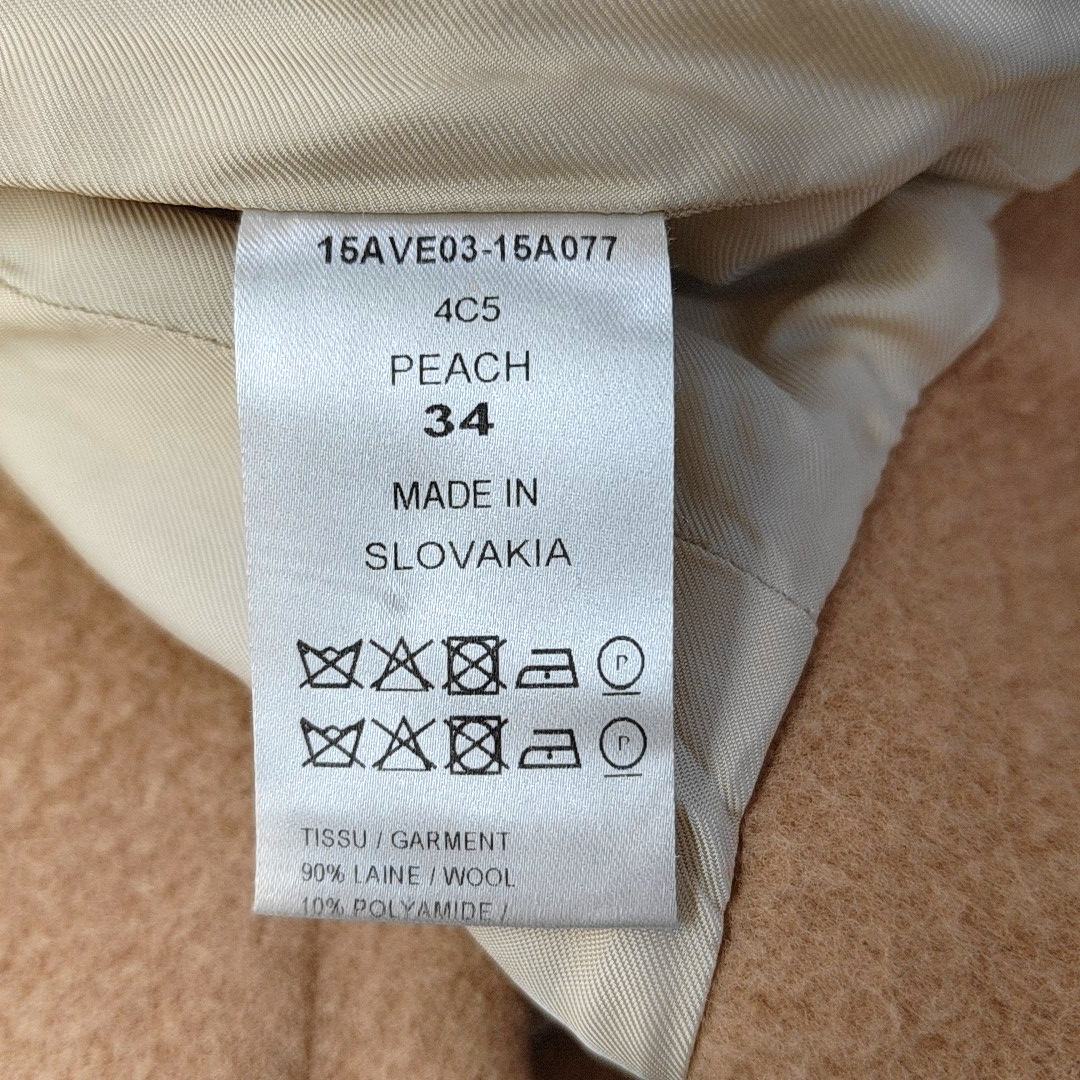 15AVE03-15A077
4C5
PEACH
34
MADE IN
SLOVAKIA
P
P
TISSU / GARMENT
90% LAINE / WOOL
10% POLYAMIDE /